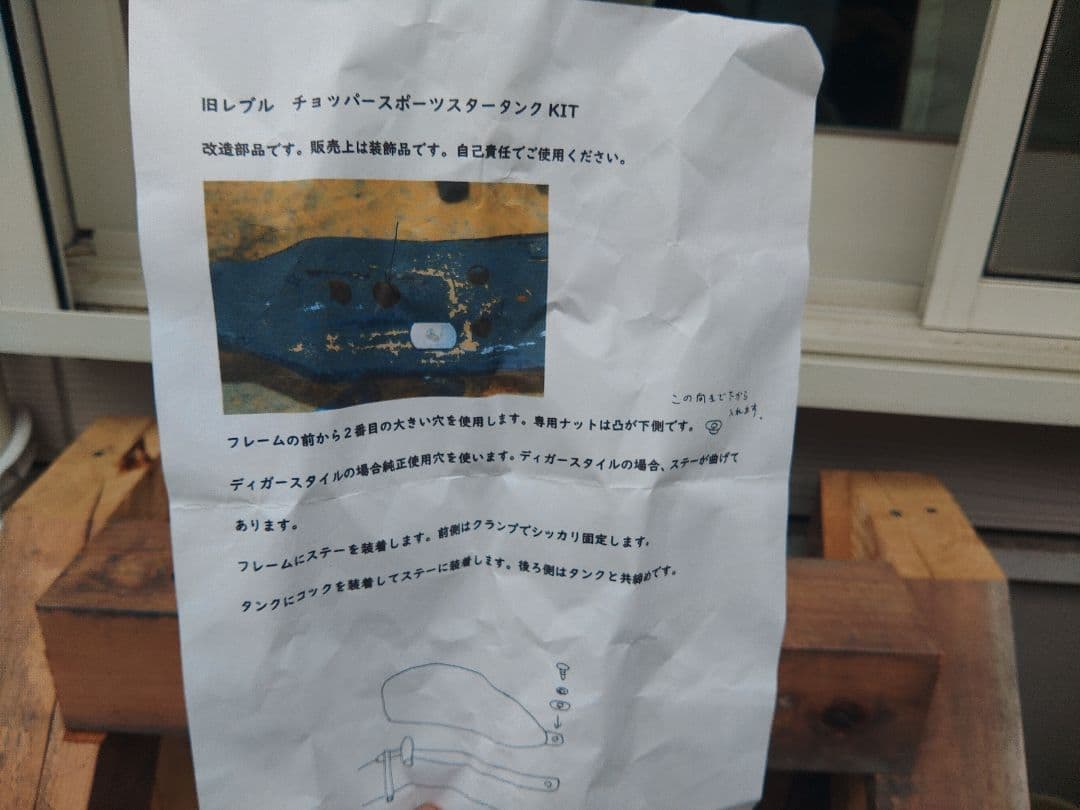 旧レブル チョッパースポーツスタータンク KIT
改造部品です。販売上は装飾品です。自己責任でご使用ください。
この向きで下から
入れます。
フレームの前から2番目の大きい穴を使用します。専用ナットは凸が下側です。
ディガースタイルの場合純正使用穴を使います。ディガースタイルの場合、ステーが曲げて
あります。
フレームにステーを装着します。前側はクランプでシッカリ固定します。
タンクにコックを装着してステーに装着します。後ろ側はタンクと共締めです。